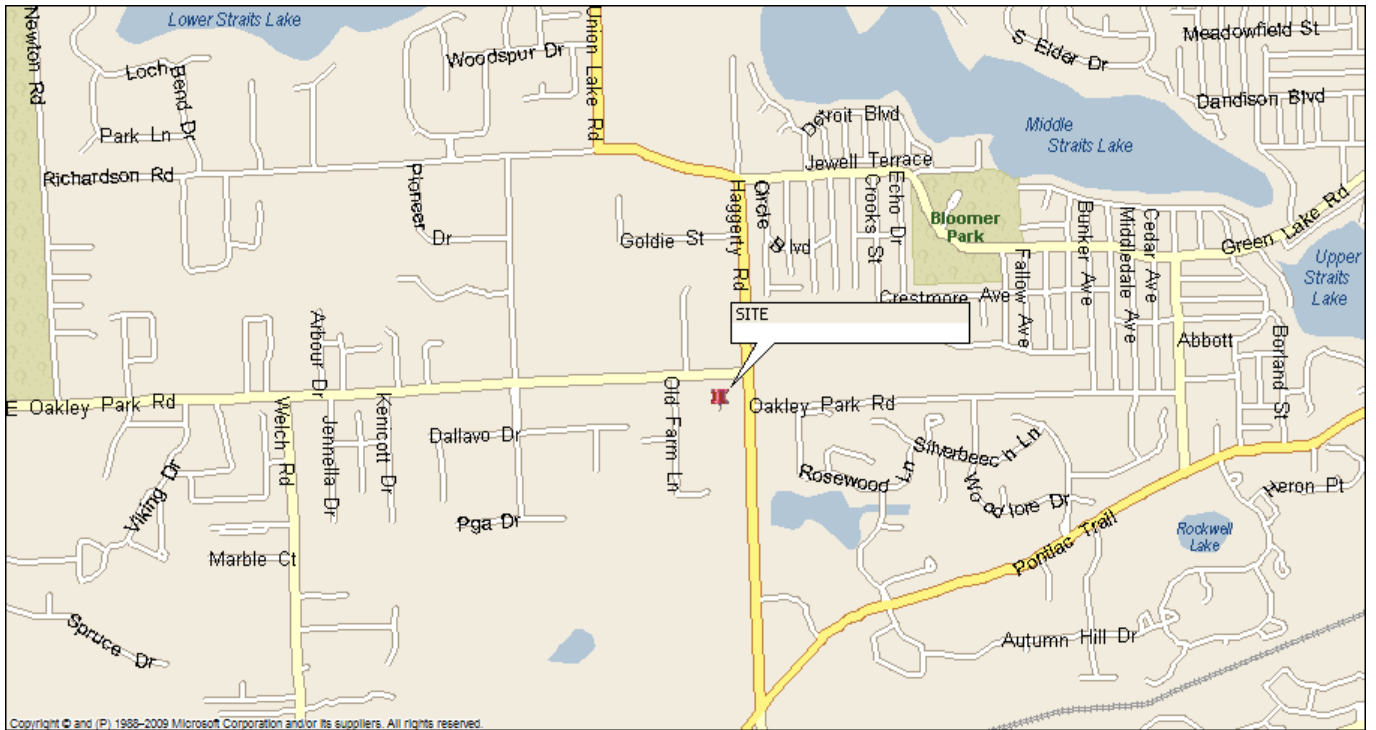 Lower Straits Lake
Newton Rd
Union Lake Rd
Woodspur Dr
Loch Bend Dr
Park Ln
Richardson Rd
Pioneer Dr
Goldie St
Haggerty Rd
Circle Blvd
Detroit Blvd
Jewell Terrace
Crooks St
Echo Dr
Bloomer
Park
Middle
Straits Lake
S Elder Dr
Meadowfield St
Dandison Blvd
Bunker Ave
Middledale Ave
Cedar Ave
Green Lake Rd
Upper
Straits
Lake
Fallow Ave
Crestmore Ave
SITE
Abbott
Borland St
E Oakley Park Rd
Arbour Dr
Welch Rd
Jennella Dr
Kenicott Dr
Dallavo Dr
Old Farm Ln
Oakley Park Rd
Rosewood Ln
Silverbeech Ln
Woodlore Dr
Viking Dr
Pga Dr
Marble Ct
Pontiac Trail
Heron Pt
Rockwell
Lake
Spruce Dr
Autumn Hill Dr
Copyright © and (P) 1988–2009 Microsoft Corporation and/or its suppliers. All rights reserved.